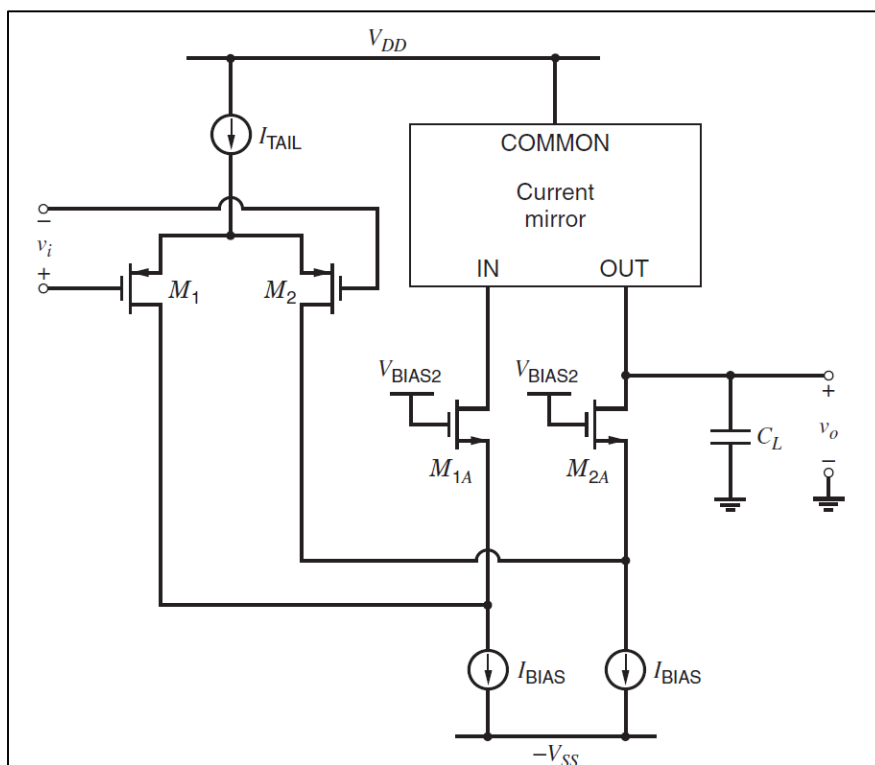 V_DD
I_TAIL
COMMON
Current
mirror
IN
OUT
−
v_i
+
M_1
M_2
V_BIAS2
V_BIAS2
M_1A
M_2A
C_L
+
v_o
−
I_BIAS
I_BIAS
−V_SS